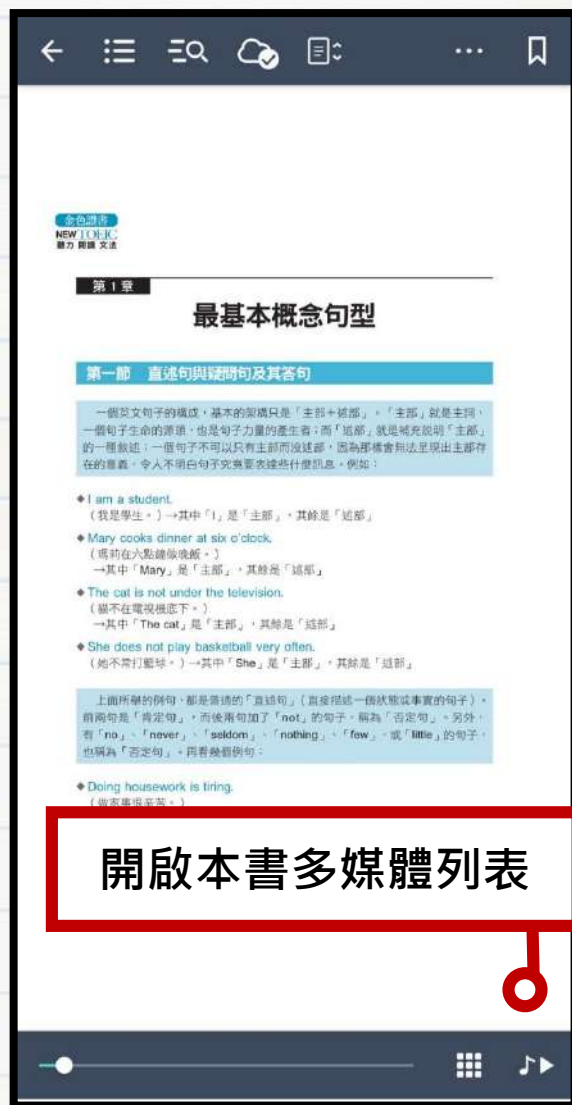 金色證書
NEW TOEIC
聽力 閱讀 文法
第1章
最基本概念句型
第一節 直述句與疑問句及其答句
一個英文句子的構成，基本的架構只是「主部＋述部」。「主部」就是主詞，
一個句子生命的源頭，也是句子力量的產生者；而「述部」就是補充說明「主部」
的一種敘述；一個句子不可以只有主部而沒述部，因為那樣會無法呈現出主部存
在的意義，令人不明白句子究竟要表達些什麼訊息。例如：
◆I am a student.
（我是學生。）→其中「I」是「主部」，其餘是「述部」
◆Mary cooks dinner at six o'clock.
（瑪莉在六點鐘做晚飯。）
→其中「Mary」是「主部」，其餘是「述部」
◆The cat is not under the television.
（貓不在電視機底下。）
→其中「The cat」是「主部」，其餘是「述部」
◆She does not play basketball very often.
（她不常打籃球。）→其中「She」是「主部」，其餘是「述部」
上面所舉的例句，都是普通的「直述句」（直接描述一個狀態或事實的句子）。
前兩句是「肯定句」，而後兩句加了「not」的句子，稱為「否定句」。另外，
有「no」、「never」、「seldom」、「nothing」、「few」、或「little」的句子，
也稱為「否定句」。再看幾個例句：
◆Doing housework is tiring.
（做家事很辛苦。）
開啟本書多媒體列表